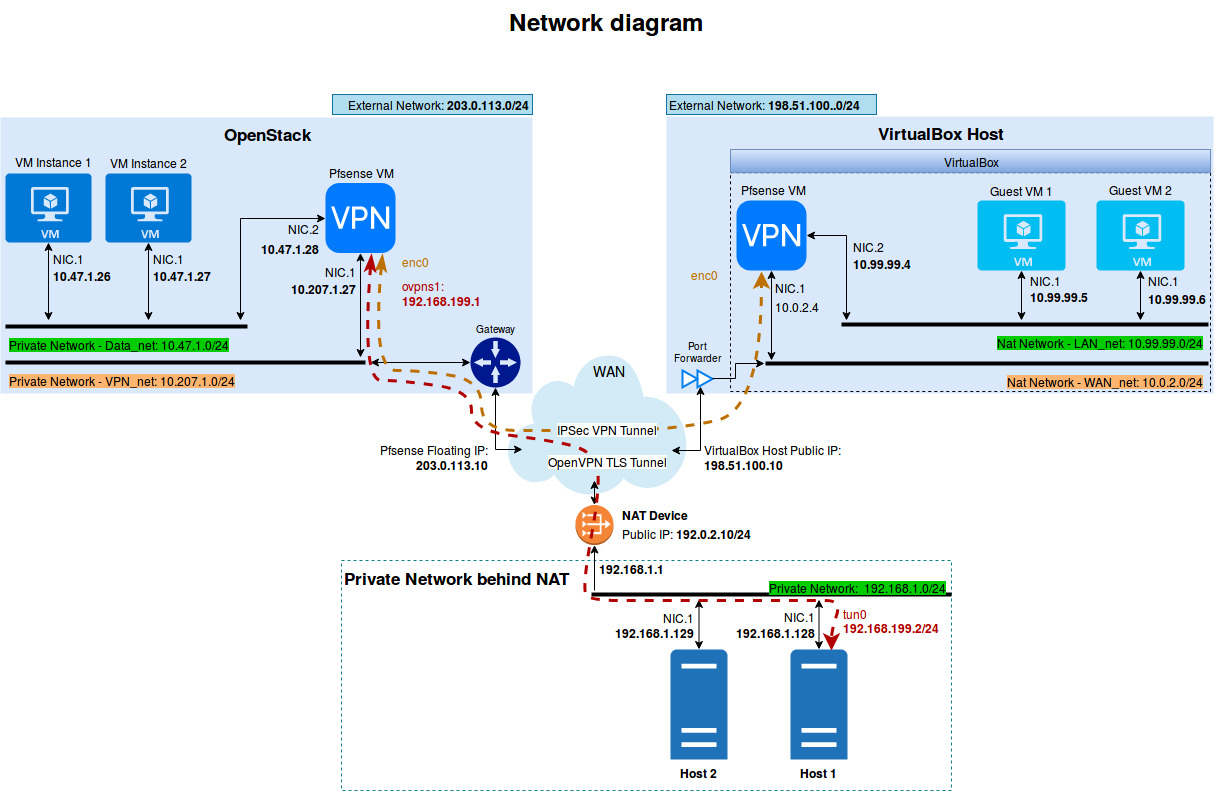 Network diagram
External Network: 203.0.113.0/24
External Network: 198.51.100..0/24
OpenStack
VM Instance 1
VM Instance 2
VM
VM
Pfsense VM
VPN
NIC.2
10.47.1.28
NIC.1
10.47.1.26
NIC.1
10.47.1.27
NIC.1
10.207.1.27
enc0
ovpns1:
192.168.199.1
Gateway
Private Network - Data_net: 10.47.1.0/24
Private Network - VPN_net: 10.207.1.0/24
VirtualBox Host
VirtualBox
Pfsense VM
VPN
Guest VM 1
Guest VM 2
VM
VM
NIC.2
10.99.99.4
enc0
NIC.1
10.0.2.4
NIC.1
10.99.99.5
NIC.1
10.99.99.6
Port
Forwarder
Nat Network - LAN_net: 10.99.99.0/24
Nat Network - WAN_net: 10.0.2.0/24
WAN
IPSec VPN Tunnel
OpenVPN TLS Tunnel
Pfsense Floating IP:
203.0.113.10
VirtualBox Host Public IP:
198.51.100.10
NAT Device
Public IP: 192.0.2.10/24
192.168.1.1
Private Network behind NAT
Private Network: 192.168.1.0/24
NIC.1
192.168.1.129
NIC.1
192.168.1.128
tun0
192.168.199.2/24
Host 2
Host 1